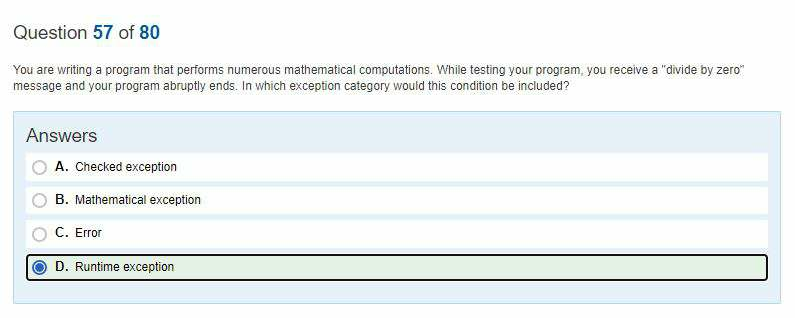 Question 57 of 80
You are writing a program that performs numerous mathematical computations. While testing your program, you receive a "divide by zero"
message and your program abruptly ends. In which exception category would this condition be included?
Answers
A. Checked exception
B. Mathematical exception
C. Error
D. Runtime exception